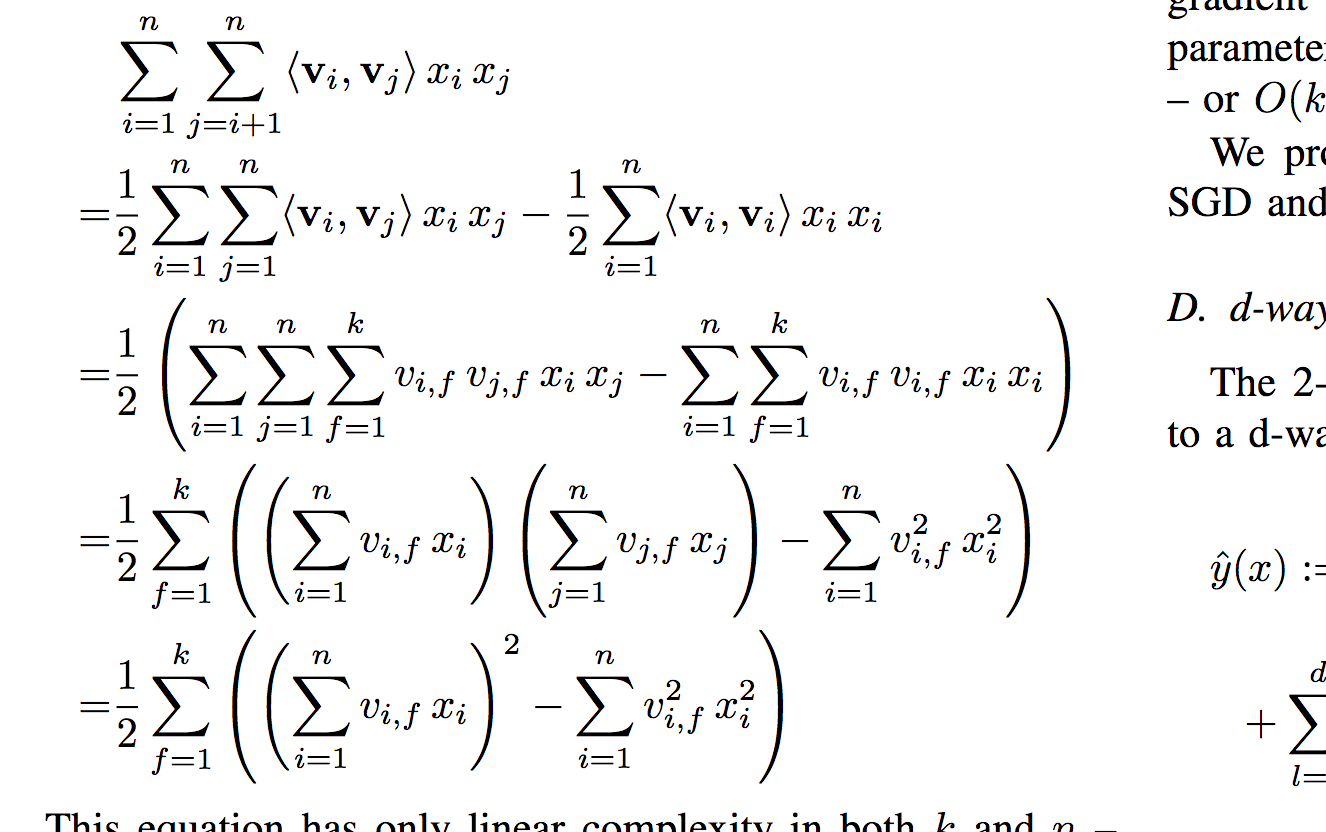 $\sum_{i=1}^{n} \sum_{j=i+1}^{n} \langle \mathbf{v}_i, \mathbf{v}_j \rangle \, x_i \, x_j$
$= \frac{1}{2} \sum_{i=1}^{n} \sum_{j=1}^{n} \langle \mathbf{v}_i, \mathbf{v}_j \rangle \, x_i \, x_j - \frac{1}{2} \sum_{i=1}^{n} \langle \mathbf{v}_i, \mathbf{v}_i \rangle \, x_i \, x_i$
$= \frac{1}{2} \left( \sum_{i=1}^{n} \sum_{j=1}^{n} \sum_{f=1}^{k} v_{i,f} \, v_{j,f} \, x_i \, x_j - \sum_{i=1}^{n} \sum_{f=1}^{k} v_{i,f} \, v_{i,f} \, x_i \, x_i \right)$
$= \frac{1}{2} \sum_{f=1}^{k} \left( \left( \sum_{i=1}^{n} v_{i,f} \, x_i \right) \left( \sum_{j=1}^{n} v_{j,f} \, x_j \right) - \sum_{i=1}^{n} v_{i,f}^2 \, x_i^2 \right)$
$= \frac{1}{2} \sum_{f=1}^{k} \left( \left( \sum_{i=1}^{n} v_{i,f} \, x_i \right)^2 - \sum_{i=1}^{n} v_{i,f}^2 \, x_i^2 \right)$
This equation has only linear complexity in both $k$ and $n$ –
gradient
– or $O(k$
We
SGD and
D. d-way
The 2-
to a
$\hat{y}(x) :=$
$+ \sum_{l=}^{d}$